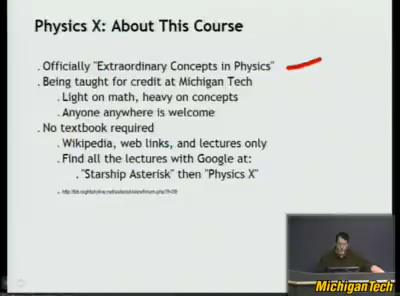 Physics X: About This Course
. Officially "Extraordinary Concepts in Physics"
. Being taught for credit at Michigan Tech
. Light on math, heavy on concepts
. Anyone anywhere is welcome
. No textbook required
. Wikipedia, web links, and lectures only
. Find all the lectures with Google at:
. "Starship Asterisk" then "Physics X"
MichiganTech